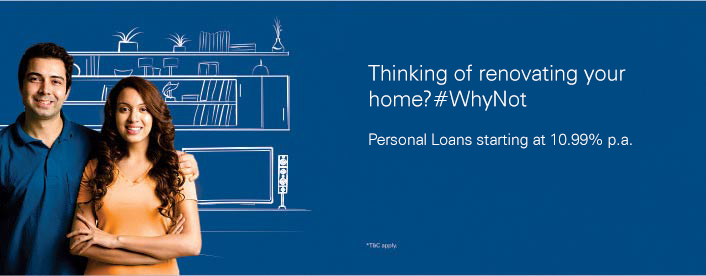 Thinking of renovating your
home?#WhyNot
Personal Loans starting at 10.99% p.a.
*T&C apply.